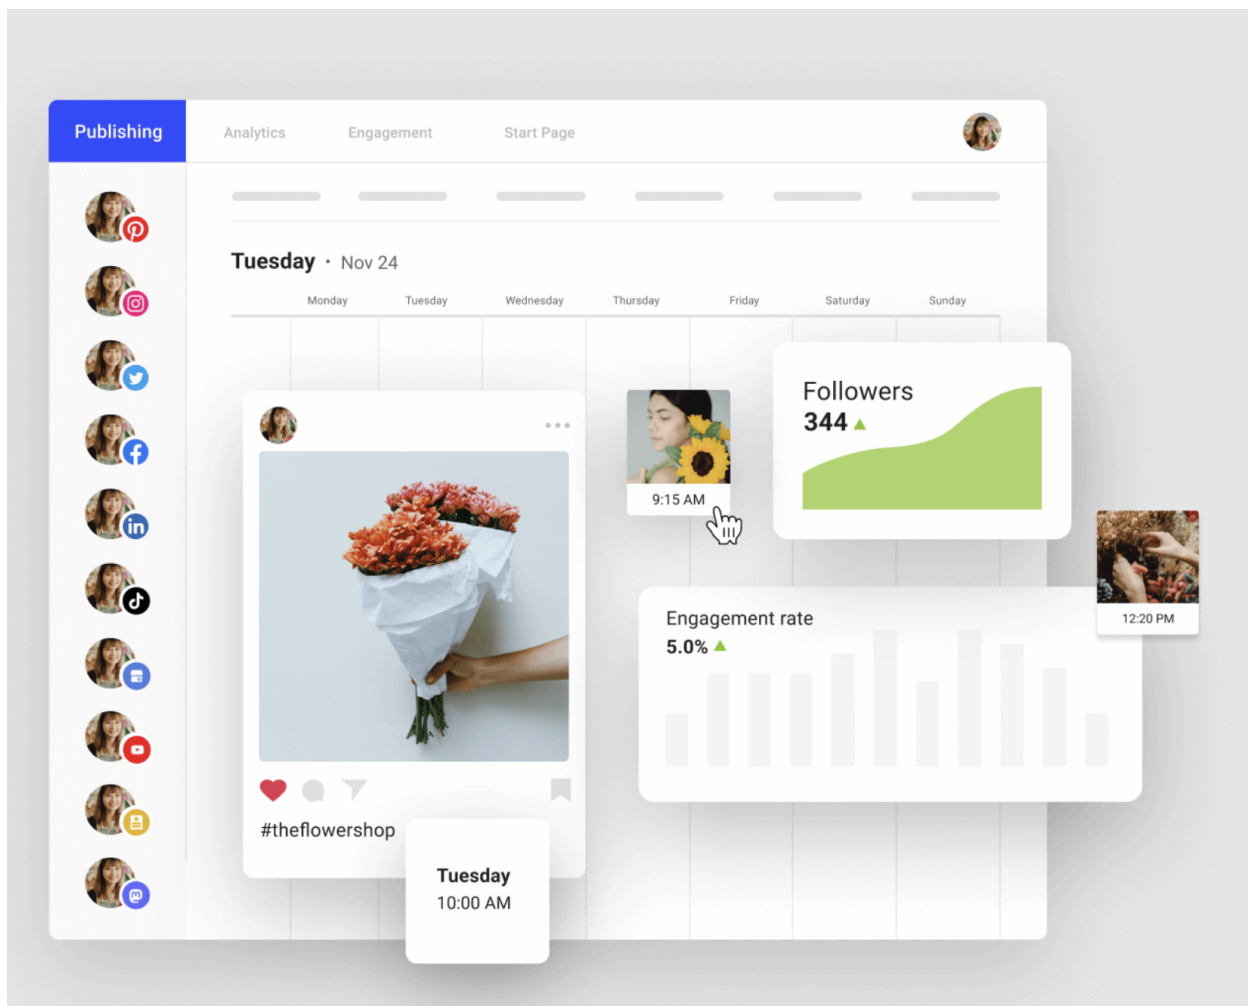 Publishing
Analytics
Engagement
Start Page
Tuesday · Nov 24
Monday
Tuesday
Wednesday
Thursday
Friday
Saturday
Sunday
9:15 AM
Followers
344
12:20 PM
Engagement rate
5.0%
#theflowershop
Tuesday
10:00 AM
in